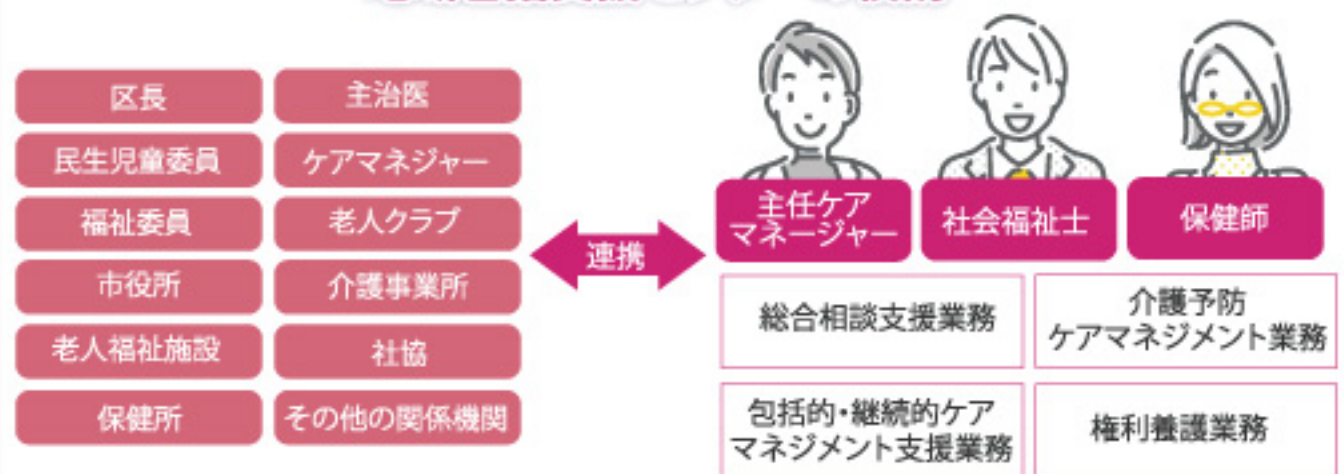 区長
主治医
民生児童委員
ケアマネジャー
福祉委員
老人クラブ
市役所
介護事業所
老人福祉施設
社協
保健所
その他の関係機関
連携
主任ケア
マネージャー
社会福祉士
保健師
総合相談支援業務
介護予防
ケアマネジメント業務
包括的・継続的ケア
マネジメント支援業務
権利養護業務